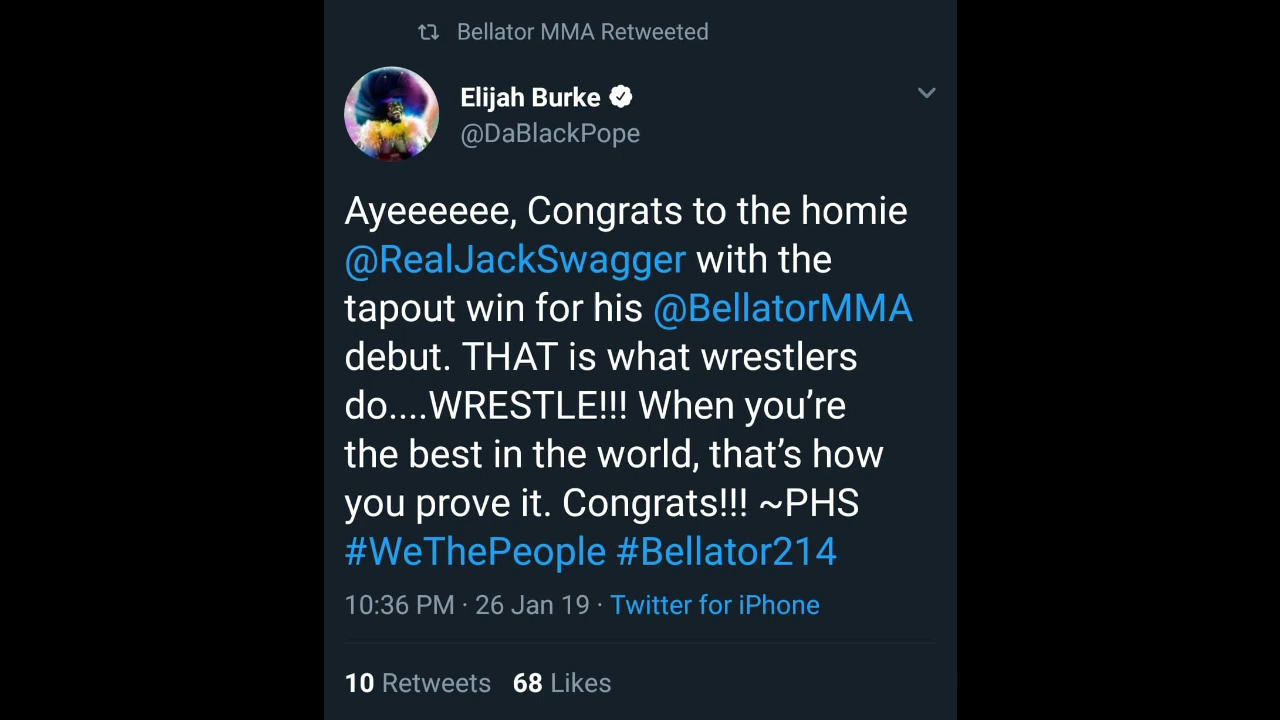 Bellator MMA Retweeted
Elijah Burke
@DaBlackPope
Ayeeeeee, Congrats to the homie
@RealJackSwagger with the
tapout win for his @BellatorMMA
debut. THAT is what wrestlers
do....WRESTLE!!! When you’re
the best in the world, that’s how
you prove it. Congrats!!! ~PHS
#WeThePeople #Bellator214
10:36 PM · 26 Jan 19 · Twitter for iPhone
10 Retweets 68 Likes